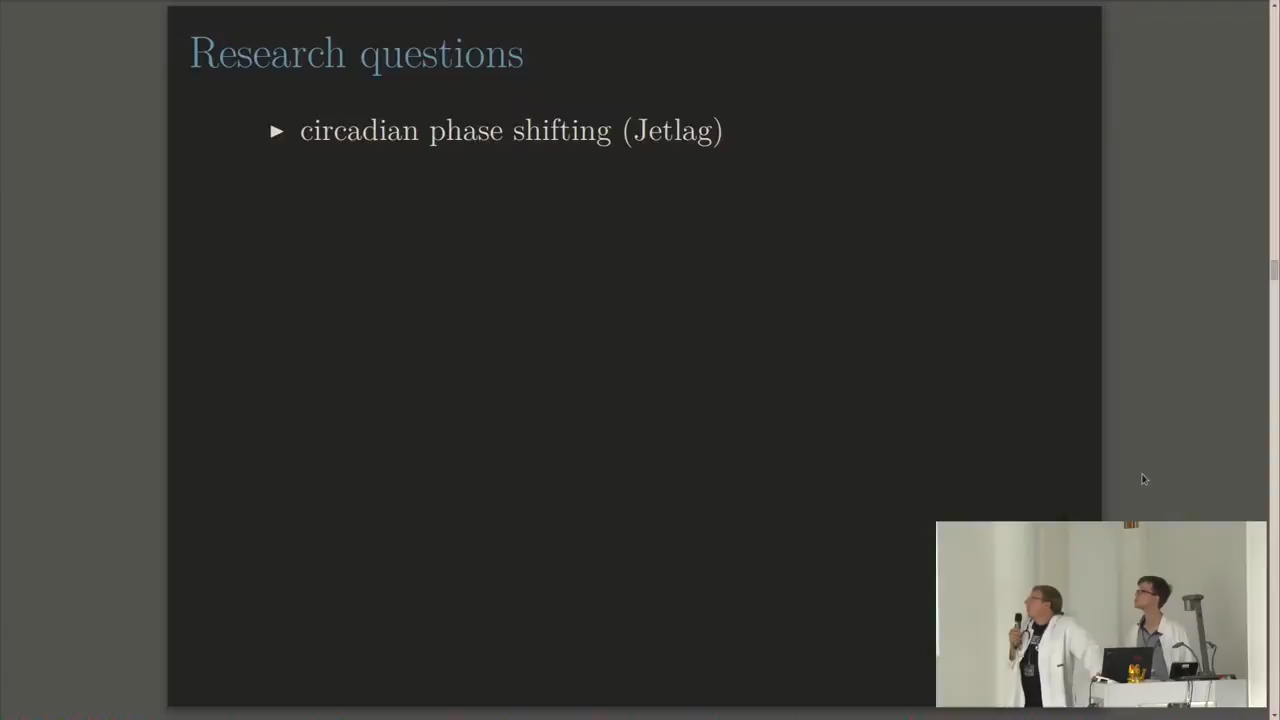 Research questions
▶ circadian phase shifting (Jetlag)